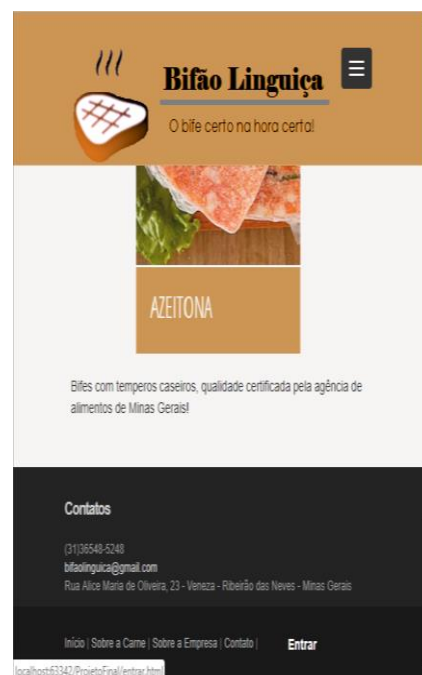 Bifão Linguiça
O bife certo na hora certa!
AZEITONA
Bifes com temperos caseiros, qualidade certificada pela agência de
alimentos de Minas Gerais!
Contatos
(31)36548-5248
bifaolinguica@gmail.com
Rua Alice Maria de Oliveira, 23 - Veneza - Ribeirão das Neves - Minas Gerais
Início | Sobre a Carne | Sobre a Empresa | Contato | Entrar
localhost:63342/ProjetoFinal/entrar.html